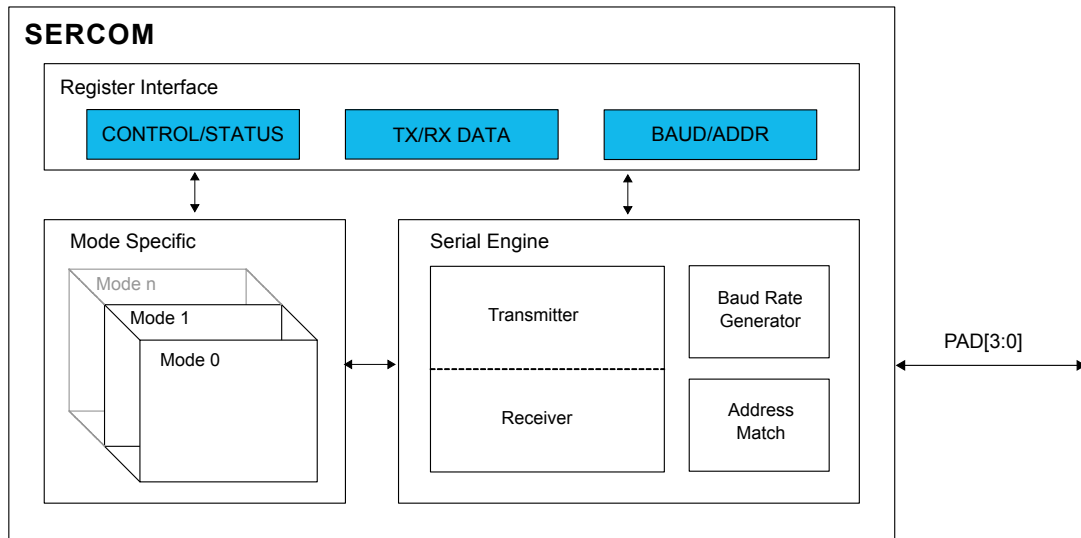 SERCOM
Register Interface
CONTROL/STATUS
TX/RX DATA
BAUD/ADDR
Mode Specific
Mode n
Mode 1
Mode 0
Serial Engine
Transmitter
Receiver
Baud Rate
Generator
Address
Match
PAD[3:0]